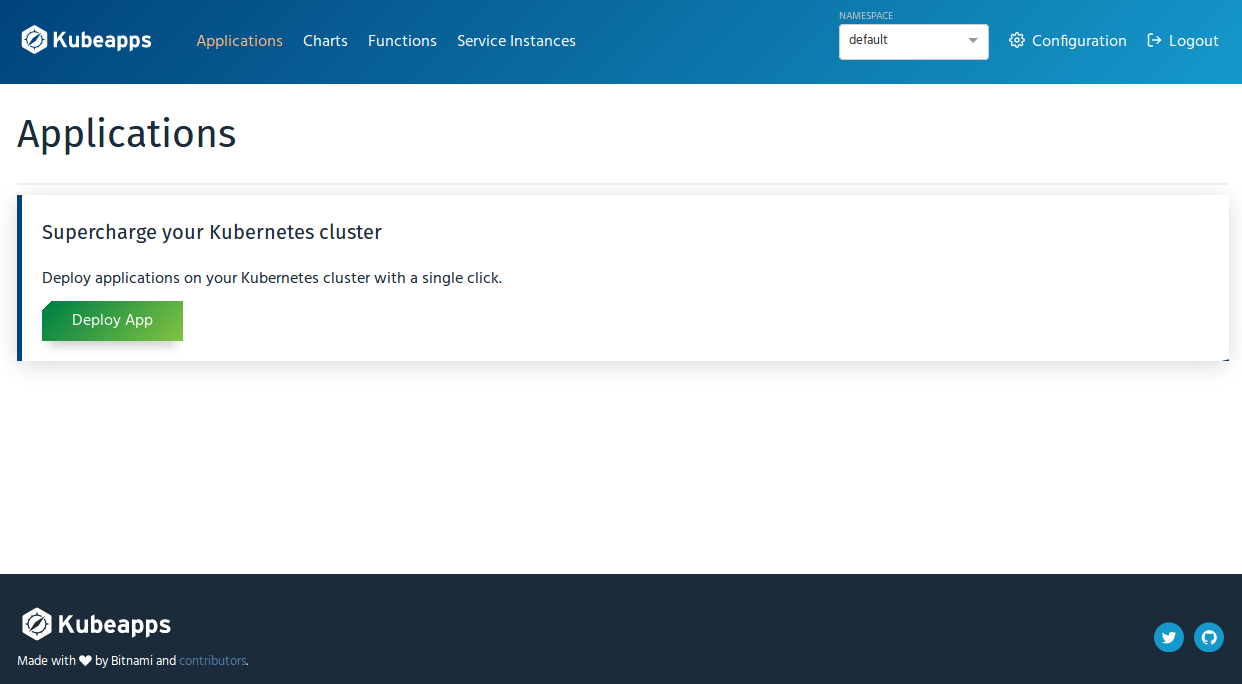 Kubeapps
Applications
Charts
Functions
Service Instances
NAMESPACE
default
Configuration
Logout
Applications
Supercharge your Kubernetes cluster
Deploy applications on your Kubernetes cluster with a single click.
Deploy App
Kubeapps
Made with ♥ by Bitnami and contributors.